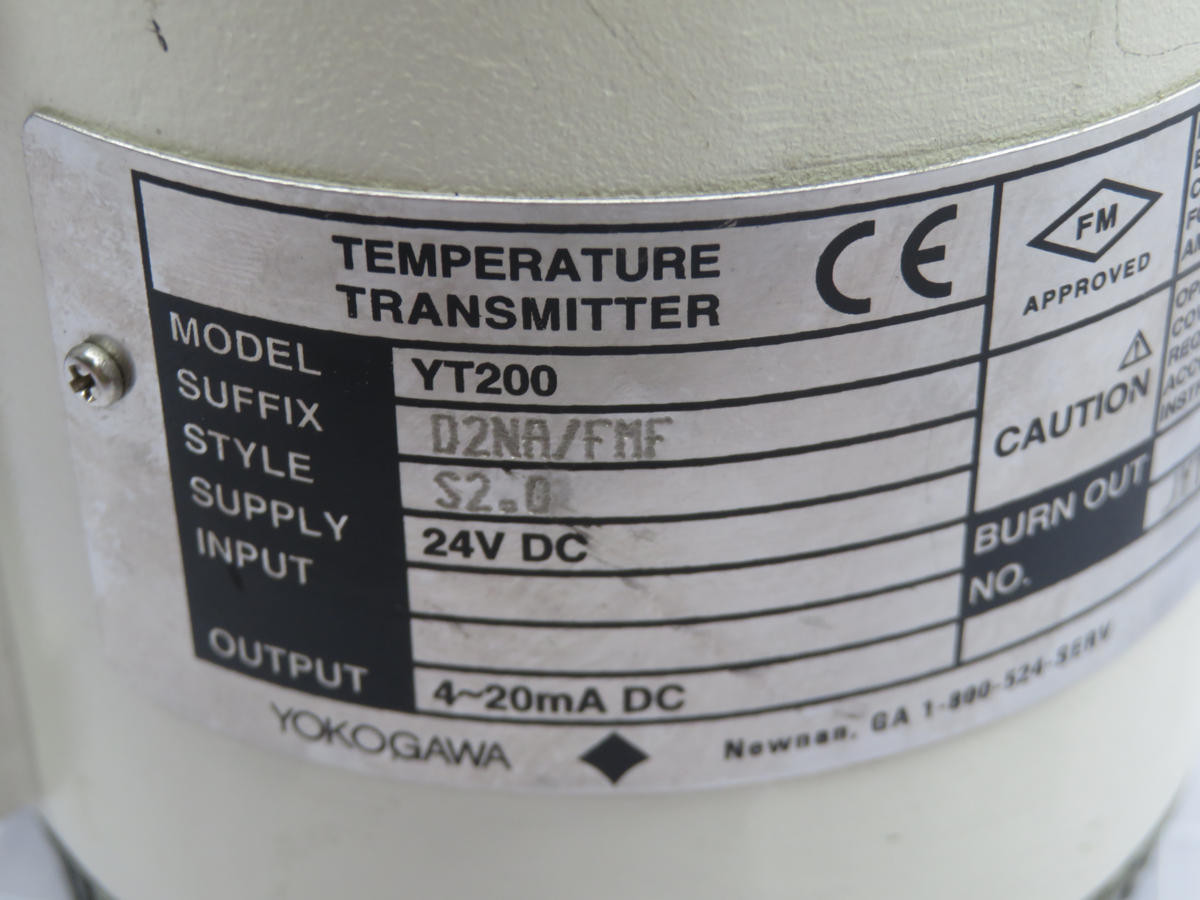 TEMPERATURE
TRANSMITTER
CE
FM
APPROVED
MODEL YT200
SUFFIX D2NA/FMF
STYLE S2.0
SUPPLY 24V DC
INPUT
OUTPUT 4~20mA DC
CAUTION
BURN OUT
NO.
YOKOGAWA
Newnan, GA 1-800-524-SERV